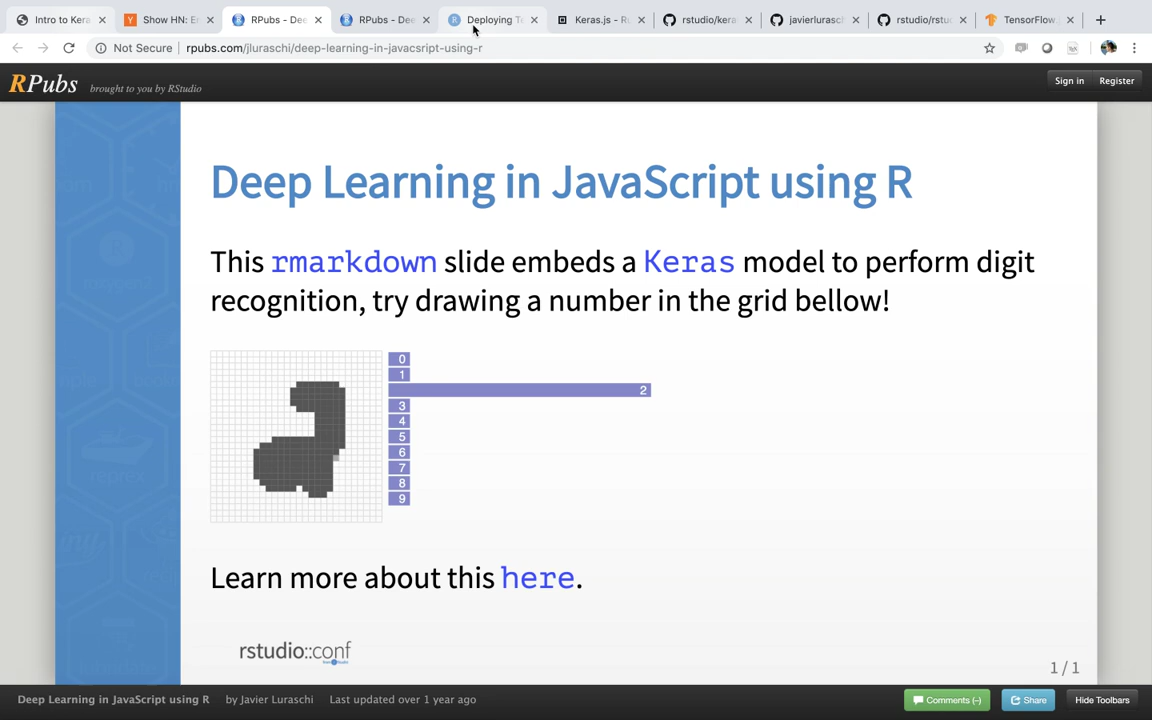 Intro to Kera
Show HN: E
RPubs - Dee
RPubs - Dee
Deploying Te
Keras.js - Ru
rstudio/kera
javierlurasch
rstudio/rstu
TensorFlow.j
Not Secure
rpubs.com/jluraschi/deep-learning-in-javacsript-using-r
RPubs brought to you by RStudio
Sign in
Register
Deep Learning in JavaScript using R
This rmarkdown slide embeds a Keras model to perform digit
recognition, try drawing a number in the grid bellow!
0
1
2
3
4
5
6
7
8
9
Learn more about this here.
rstudio::conf
1 / 1
Deep Learning in JavaScript using R
by Javier Luraschi
Last updated over 1 year ago
Comments (–)
Share
Hide Toolbars